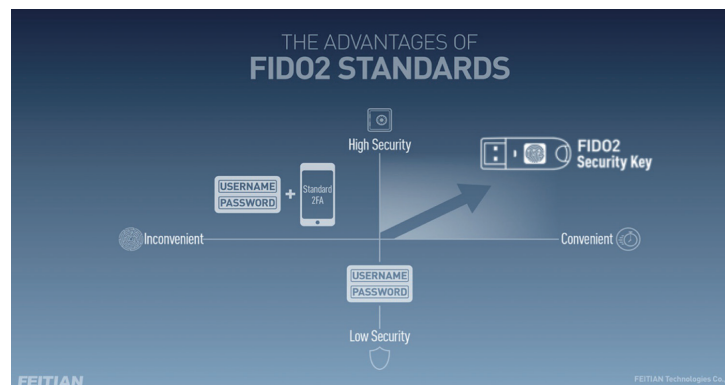 THE ADVANTAGES OF
FIDO2 STANDARDS
High Security
FIDO2
Security Key
USERNAME
PASSWORD
+
Standard
2FA
Inconvenient
Convenient
USERNAME
PASSWORD
Low Security
FEITIAN
FEITIAN Technologies Co.